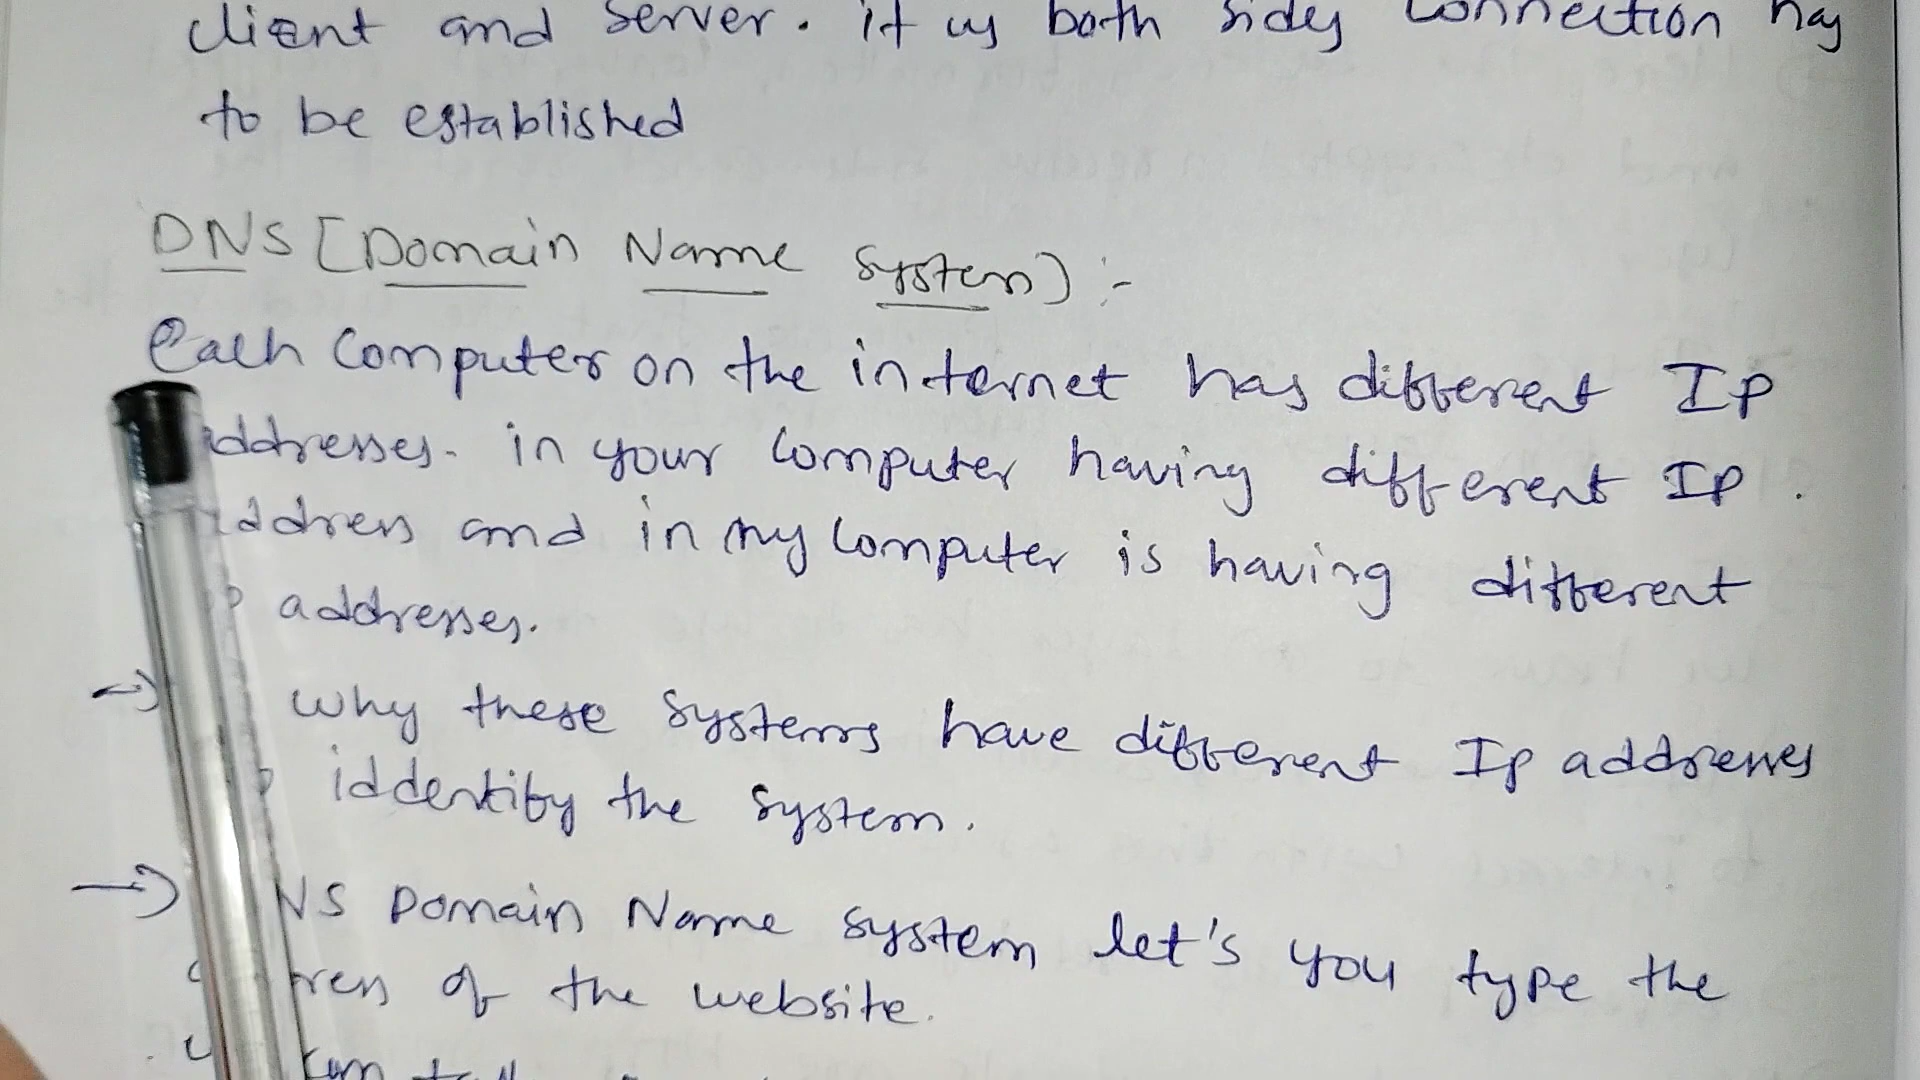 client and server. it is both sides connection has
to be established
DNS [Domain Name System] :-
Each Computer on the internet has different Ip
addresses. in your Computer having different IP.
address and in my Computer is having different
addresses.
→ why these systems have different Ip addresses
iddentify the system.
→ NS Domain Name System let's you type the
of the website.